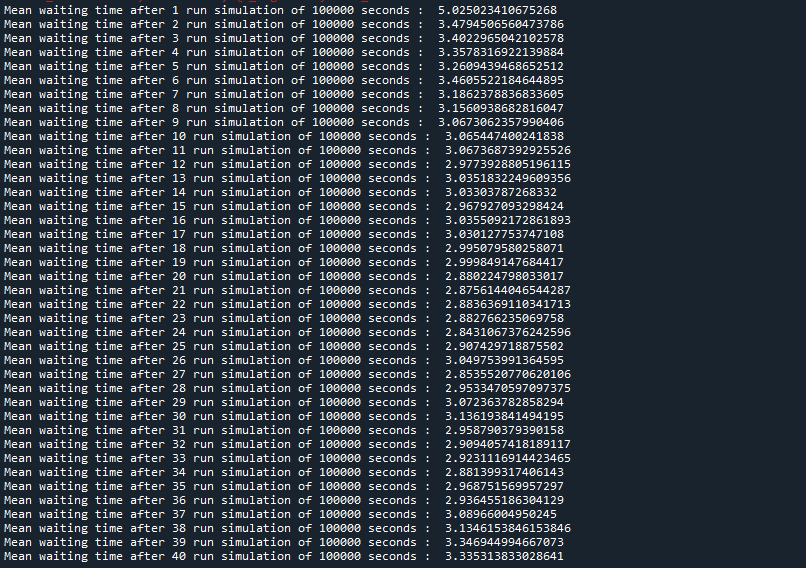 Mean waiting time after 1 run simulation of 100000 seconds :  5.025023410675268
Mean waiting time after 2 run simulation of 100000 seconds :  3.4794506560473786
Mean waiting time after 3 run simulation of 100000 seconds :  3.4022965042102578
Mean waiting time after 4 run simulation of 100000 seconds :  3.3578316922139884
Mean waiting time after 5 run simulation of 100000 seconds :  3.2609439468652512
Mean waiting time after 6 run simulation of 100000 seconds :  3.4605522184644895
Mean waiting time after 7 run simulation of 100000 seconds :  3.1862378836833605
Mean waiting time after 8 run simulation of 100000 seconds :  3.1560938682816047
Mean waiting time after 9 run simulation of 100000 seconds :  3.0673062357990406
Mean waiting time after 10 run simulation of 100000 seconds :  3.065447400241838
Mean waiting time after 11 run simulation of 100000 seconds :  3.0673687392925526
Mean waiting time after 12 run simulation of 100000 seconds :  2.9773928805196115
Mean waiting time after 13 run simulation of 100000 seconds :  3.0351832249609356
Mean waiting time after 14 run simulation of 100000 seconds :  3.03303787268332
Mean waiting time after 15 run simulation of 100000 seconds :  2.967927093298424
Mean waiting time after 16 run simulation of 100000 seconds :  3.0355092172861893
Mean waiting time after 17 run simulation of 100000 seconds :  3.030127753747108
Mean waiting time after 18 run simulation of 100000 seconds :  2.995079580258071
Mean waiting time after 19 run simulation of 100000 seconds :  2.999849147684417
Mean waiting time after 20 run simulation of 100000 seconds :  2.880224798033017
Mean waiting time after 21 run simulation of 100000 seconds :  2.8756144046544287
Mean waiting time after 22 run simulation of 100000 seconds :  2.8836369110341713
Mean waiting time after 23 run simulation of 100000 seconds :  2.882766235069758
Mean waiting time after 24 run simulation of 100000 seconds :  2.8431067376242596
Mean waiting time after 25 run simulation of 100000 seconds :  2.907429718875502
Mean waiting time after 26 run simulation of 100000 seconds :  3.049753991364595
Mean waiting time after 27 run simulation of 100000 seconds :  2.85355520770620106
Mean waiting time after 28 run simulation of 100000 seconds :  2.9533470597097375
Mean waiting time after 29 run simulation of 100000 seconds :  3.072363782858294
Mean waiting time after 30 run simulation of 100000 seconds :  3.136193841494195
Mean waiting time after 31 run simulation of 100000 seconds :  2.958790379390158
Mean waiting time after 32 run simulation of 100000 seconds :  2.9094057418189117
Mean waiting time after 33 run simulation of 100000 seconds :  2.9231116914423465
Mean waiting time after 34 run simulation of 100000 seconds :  2.881399317406143
Mean waiting time after 35 run simulation of 100000 seconds :  2.968751569957297
Mean waiting time after 36 run simulation of 100000 seconds :  2.936455186304129
Mean waiting time after 37 run simulation of 100000 seconds :  3.08966004950245
Mean waiting time after 38 run simulation of 100000 seconds :  3.1346153846153846
Mean waiting time after 39 run simulation of 100000 seconds :  3.346944994667073
Mean waiting time after 40 run simulation of 100000 seconds :  3.335313833028641